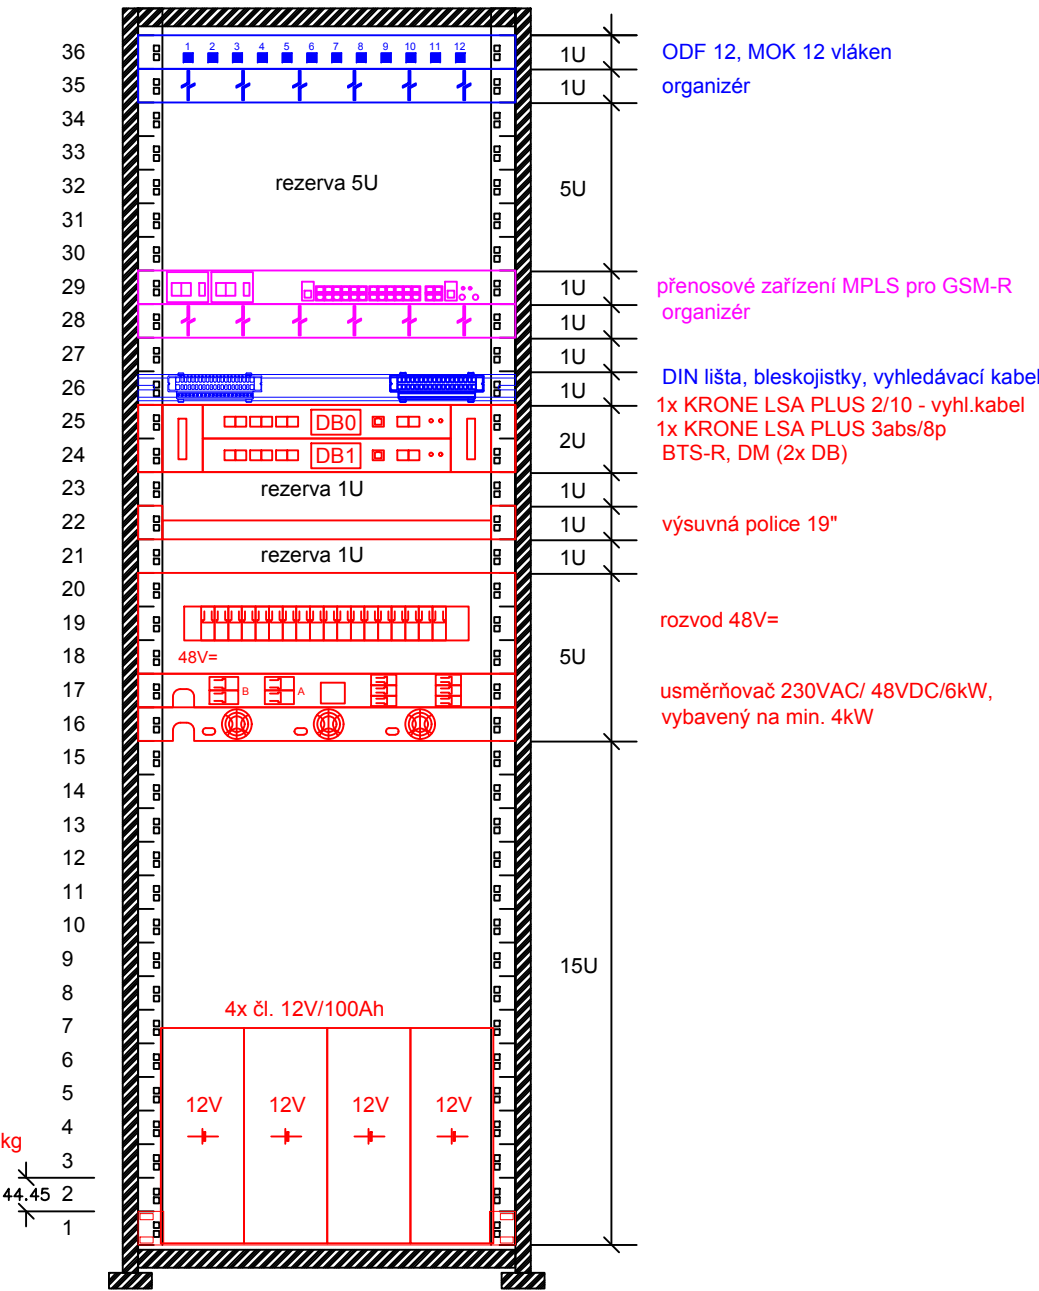 36 1 2 3 4 5 6 7 8 9 10 11 12 1U ODF 12, MOK 12 vláken
35 1U organizér
34
33
32 rezerva 5U 5U
31
30
29 1U přenosové zařízení MPLS pro GSM-R
28 1U organizér
27 1U
26 1U DIN lišta, bleskojistky, vyhledávací kabel
1x KRONE LSA PLUS 2/10 - vyhl.kabel
25 DB0 2U 1x KRONE LSA PLUS 3abs/8p
24 DB1 BTS-R, DM (2x DB)
23 rezerva 1U 1U
22 1U výsuvná police 19"
21 rezerva 1U 1U
20
19 rozvod 48V=
18 48V= 5U
17 B A usměrňovač 230VAC/ 48VDC/6kW,
16 vybavený na min. 4kW
15
14
13
12
11
10
9 15U
8
7 4x čl. 12V/100Ah
6
5 12V 12V 12V 12V
4
kg
3
44.45 2
1